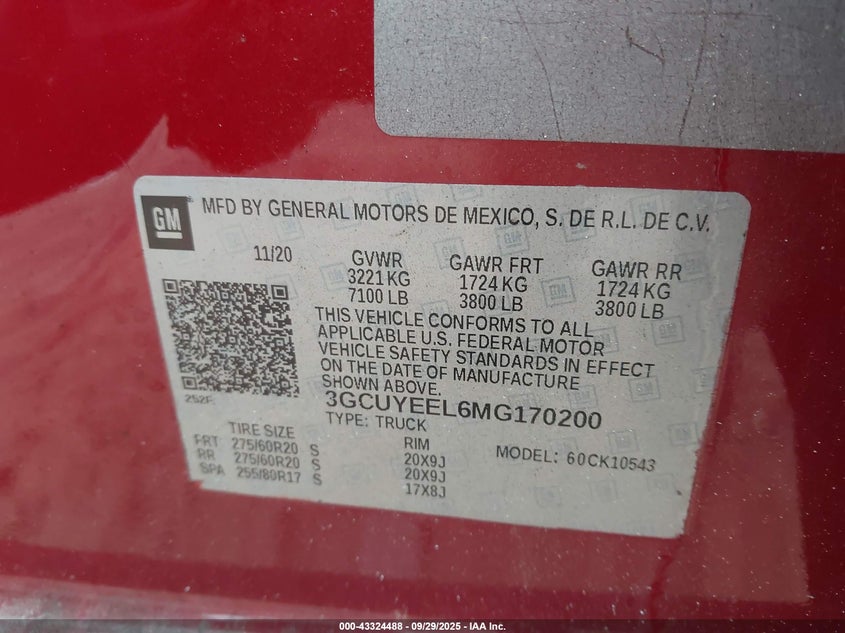 GM MFD BY GENERAL MOTORS DE MEXICO, S. DE R.L. DE C.V.
11/20 GVWR GAWR FRT GAWR RR
3221 KG 1724 KG 1724 KG
7100 LB 3800 LB 3800 LB
THIS VEHICLE CONFORMS TO ALL
APPLICABLE U.S. FEDERAL MOTOR
VEHICLE SAFETY STANDARDS IN EFFECT
ON THE DATE OF MANUFACTURE
SHOWN ABOVE.
252F
3GCUYEEL6MG170200
TYPE: TRUCK
TIRE SIZE RIM MODEL: 60CK10543
FRT 275/60R20 S 20X9J
RR 275/60R20 S 20X9J
SPA 255/80R17 S 17X8J
000-43324488 - 09/29/2025 - IAA Inc.